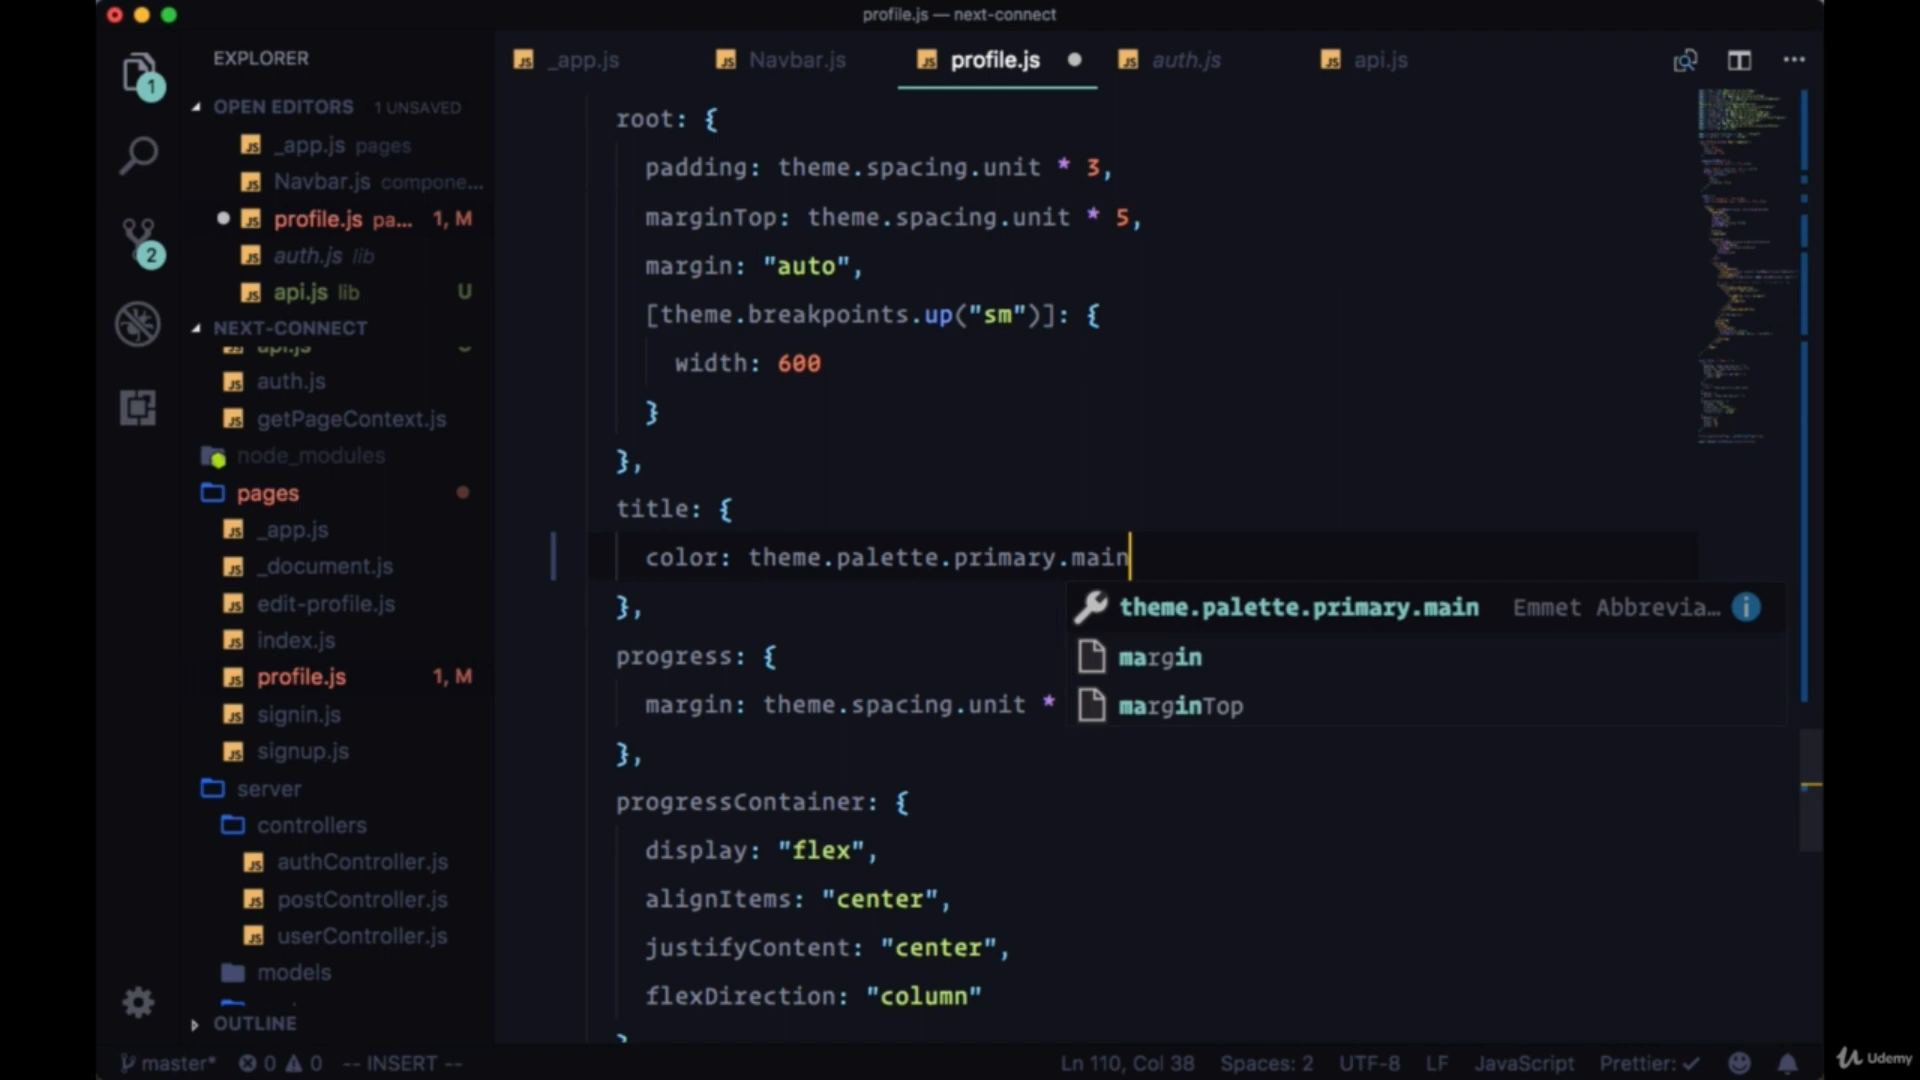 profile.js — next-connect
EXPLORER
OPEN EDITORS 1 UNSAVED
_app.js pages
Navbar.js compone...
profile.js pa... 1, M
auth.js lib
api.js lib U
NEXT-CONNECT
api.js
auth.js
getPageContext.js
node_modules
pages
_app.js
_document.js
edit-profile.js
index.js
profile.js 1, M
signin.js
signup.js
server
controllers
authController.js
postController.js
userController.js
models
OUTLINE
1
2
_app.js Navbar.js profile.js auth.js api.js
root: {
padding: theme.spacing.unit * 3,
marginTop: theme.spacing.unit * 5,
margin: "auto",
[theme.breakpoints.up("sm")]: {
width: 600
}
},
title: {
color: theme.palette.primary.main
},
progress: {
margin: theme.spacing.unit *
},
progressContainer: {
display: "flex",
alignItems: "center",
justifyContent: "center",
flexDirection: "column"
theme.palette.primary.main Emmet Abbrevia...
margin
marginTop
master* 0 0 -- INSERT -- Ln 110, Col 38 Spaces: 2 UTF-8 LF JavaScript Prettier: ✓
Udemy